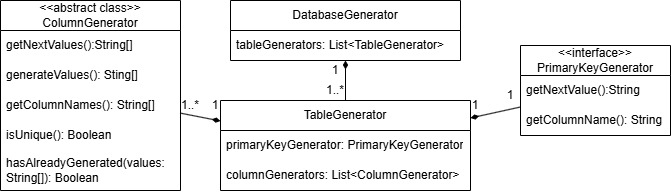 <<abstract class>>
ColumnGenerator
getNextValues():String[]
generateValues(): Sting[]
getColumnNames(): String[]
isUnique(): Boolean
hasAlreadyGenerated(values:
String[]): Boolean
DatabaseGenerator
tableGenerators: List<TableGenerator>
1
1..*
1..*
1
TableGenerator
primaryKeyGenerator: PrimaryKeyGenerator
columnGenerators: List<ColumnGenerator>
1
1
<<interface>>
PrimaryKeyGenerator
getNextValue():String
getColumnName(): String